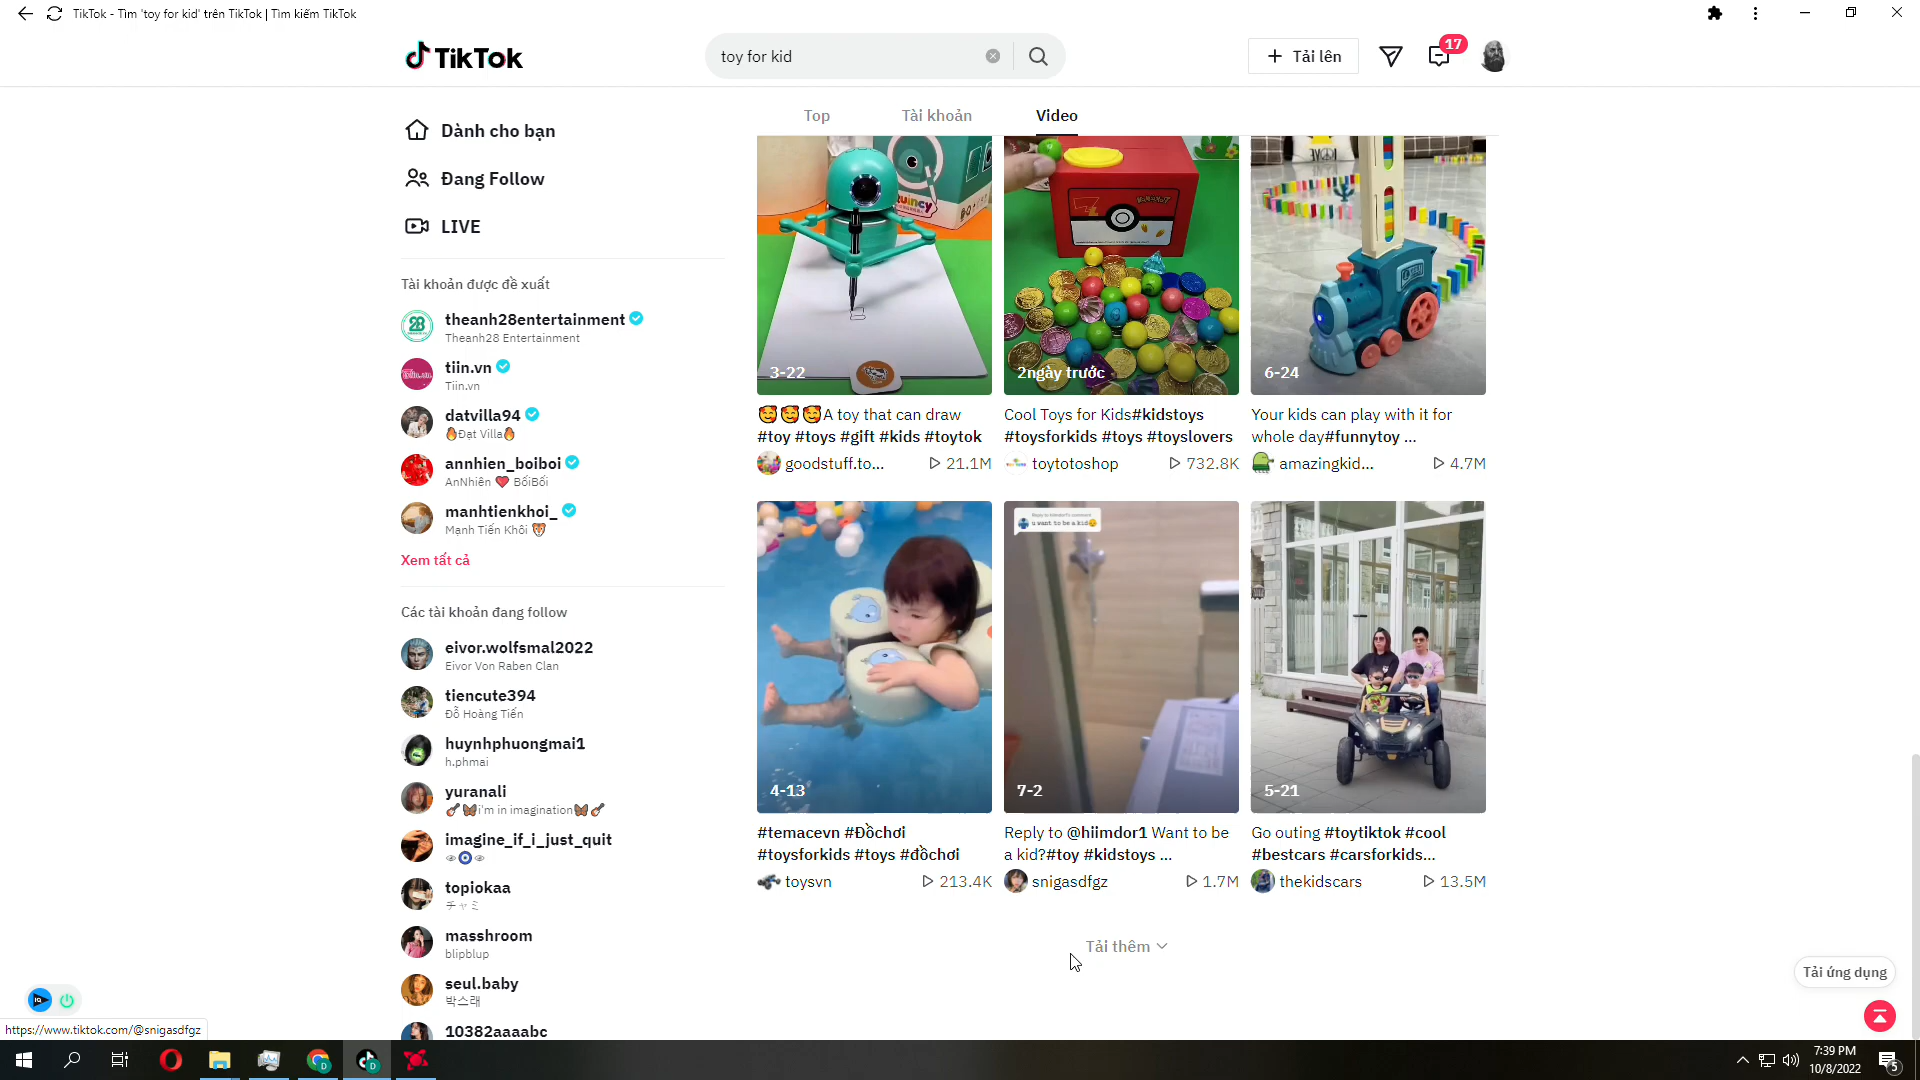 TikTok - Tìm 'toy for kid' trên TikTok | Tìm kiếm TikTok
TikTok
toy for kid
Tải lên
17
Dành cho bạn
Đang Follow
LIVE
Tài khoản được đề xuất
theanh28entertainment
Theanh28 Entertainment
tiin.vn
Tiin.vn
datvilla94
Đạt Villa
annhien_boiboi
AnNhiên ❤️ BốiBối
manhtienkhoi_
Mạnh Tiến Khôi
Xem tất cả
Các tài khoản đang follow
eivor.wolfsmal2022
Eivor Von Raben Clan
tiencute394
Đỗ Hoàng Tiến
huynhphuongmai1
h.phmai
yuranali
i'm in imagination
imagine_if_i_just_quit
topiokaa
チャミ
masshroom
blipblup
seul.baby
박스래
10382aaaabc
Top
Tài khoản
Video
Quincy
3-22
🥰🥰🥰A toy that can draw
#toy #toys #gift #kids #toytok
goodstuff.to...
21.1M
2ngày trước
Cool Toys for Kids#kidstoys
#toysforkids #toys #toyslovers
toytotoshop
732.8K
6-24
Your kids can play with it for
whole day#funnytoy ...
amazingkid...
4.7M
4-13
#temacevn #Đồchơi
#toysforkids #toys #đồchơi
toysvn
213.4K
u want to be a kid
7-2
Reply to @hiimdor1 Want to be
a kid?#toy #kidstoys ...
snigasdfgz
1.7M
5-21
Go outing #toytiktok #cool
#bestcars #carsforkids...
thekidscars
13.5M
Tải thêm
Tải ứng dụng
https://www.tiktok.com/@snigasdfgz
7:39 PM
10/8/2022
5